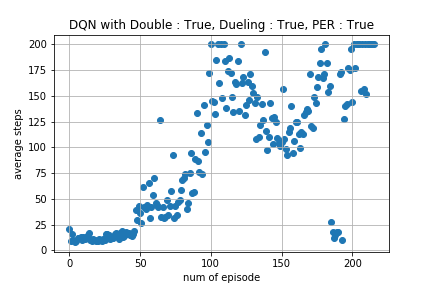 DQN with Double : True, Dueling : True, PER : True
average steps
200
175
150
125
100
75
50
25
0
0 50 100 150 200
num of episode